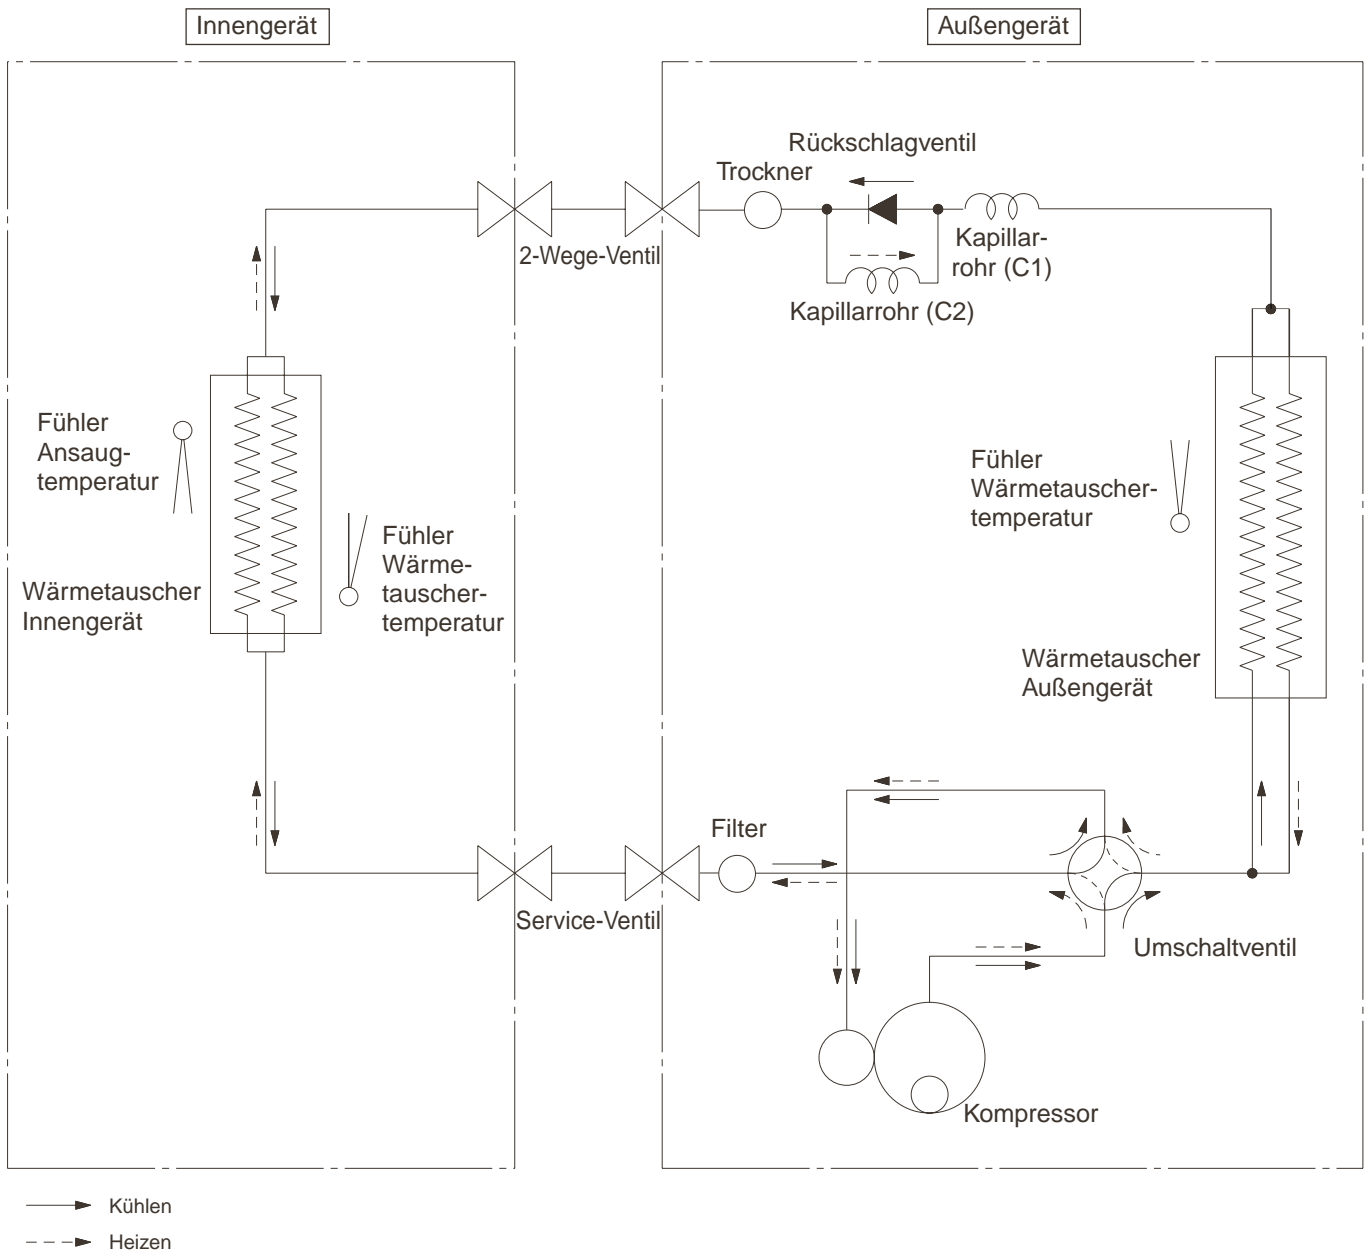 Innengerät
Außengerät
Rückschlagventil
Trockner
2-Wege-Ventil
Kapillar-
rohr (C1)
Kapillarrohr (C2)
Fühler
Ansaug-
temperatur
Fühler
Wärme-
tauscher-
temperatur
Wärmetauscher
Innengerät
Fühler
Wärmetauscher-
temperatur
Wärmetauscher
Außengerät
Filter
Service-Ventil
Umschaltventil
Kompressor
Kühlen
Heizen